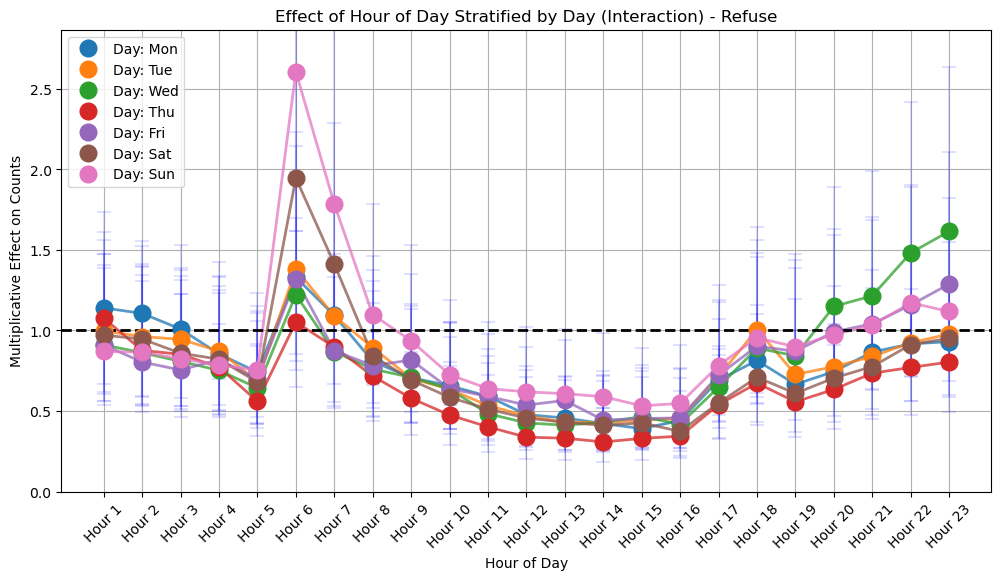 Effect of Hour of Day Stratified by Day (Interaction) - Refuse
Multiplicative Effect on Counts
2.5
2.0
1.5
1.0
0.5
0.0
Day: Mon
Day: Tue
Day: Wed
Day: Thu
Day: Fri
Day: Sat
Day: Sun
Hour 1
Hour 2
Hour 3
Hour 4
Hour 5
Hour 6
Hour 7
Hour 8
Hour 9
Hour 10
Hour 11
Hour 12
Hour 13
Hour 14
Hour 15
Hour 16
Hour 17
Hour 18
Hour 19
Hour 20
Hour 21
Hour 22
Hour 23
Hour of Day